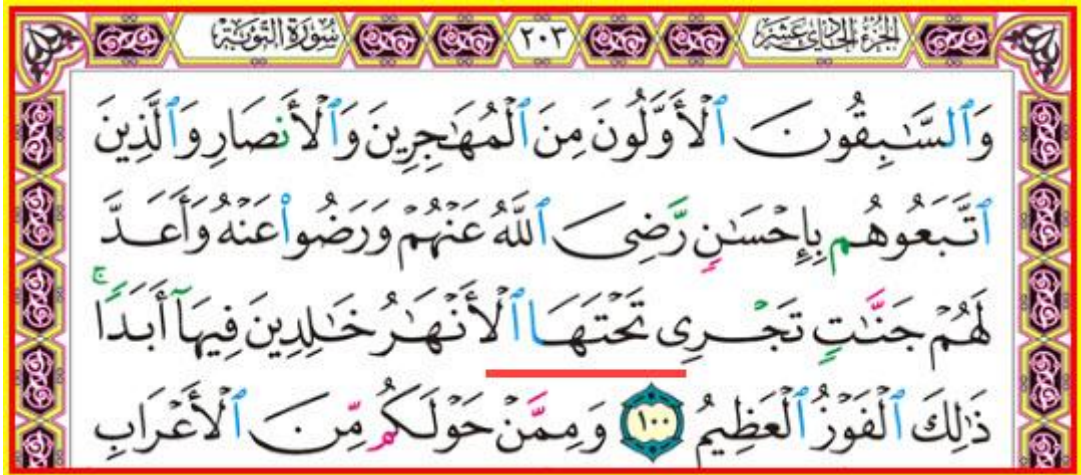 الجزء الحادي عشر ٢٠٣ سورة التوبة
وَٱلسَّـٰبِقُونَ ٱلْأَوَّلُونَ مِنَ ٱلْمُهَـٰجِرِينَ وَٱلْأَنصَارِ وَٱلَّذِينَ
ٱتَّبَعُوهُم بِإِحْسَـٰنٍ رَّضِىَ ٱللَّهُ عَنْهُمْ وَرَضُوا۟ عَنْهُ وَأَعَدَّ
لَهُمْ جَنَّـٰتٍ تَجْرِى تَحْتَهَا ٱلْأَنْهَـٰرُ خَـٰلِدِينَ فِيهَآ أَبَدًا ۚ
ذَٰلِكَ ٱلْفَوْزُ ٱلْعَظِيمُ ١٠٠ وَمِمَّنْ حَوْلَكُم مِّنَ ٱلْأَعْرَابِ